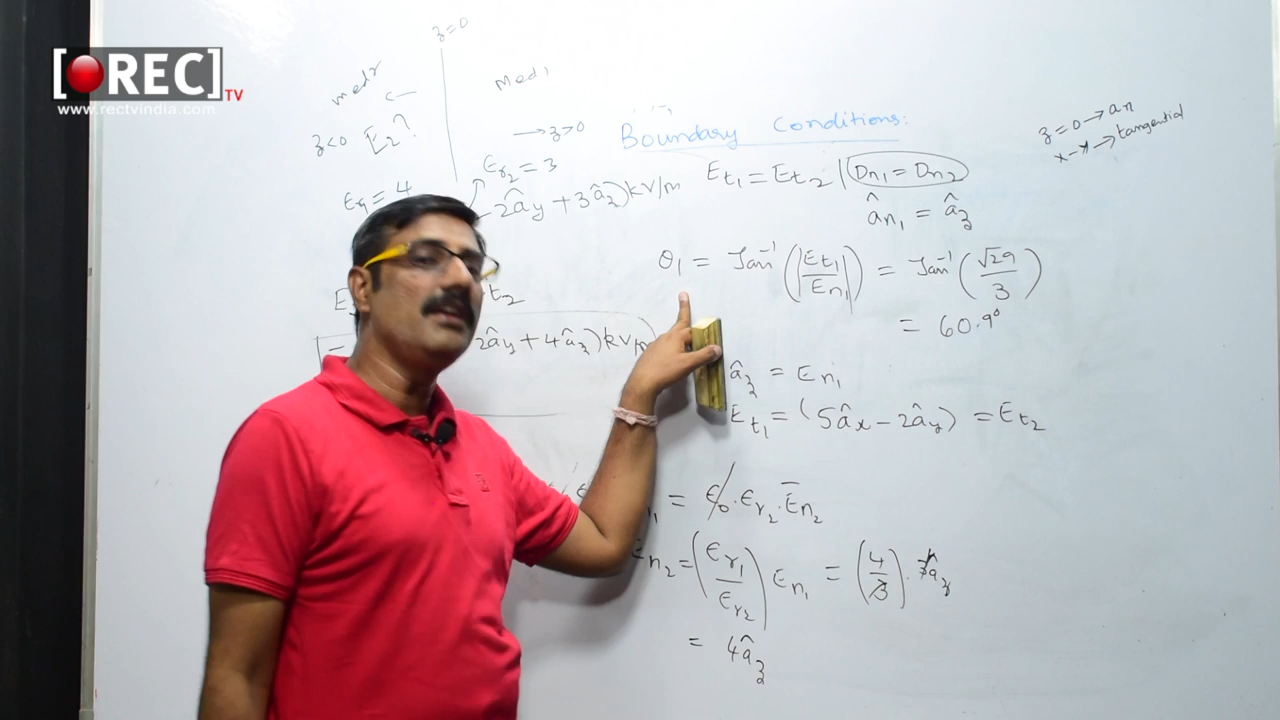 [REC] TV
www.rectvindia.com
z=0
med2
Med1
z<0 E2?
→z>0
Boundary Conditions:
z=0→an
x-y→tangential
εr2=3
εr1=4
-2ây+3âz)kV/m
Et1=Et2 | Dn1=Dn2
ân1=âz
θ1 = Tan⁻¹(|Et1/En1|) = Tan⁻¹(√29/3)
= 60.9°
t2
2ây+4âz)kV/m
âz = En1
Et1=(5âx-2ây)=Et2
= ε0.εr2.En2
En2=(εr1/εr2)En1 = (4/3).3âz
= 4âz